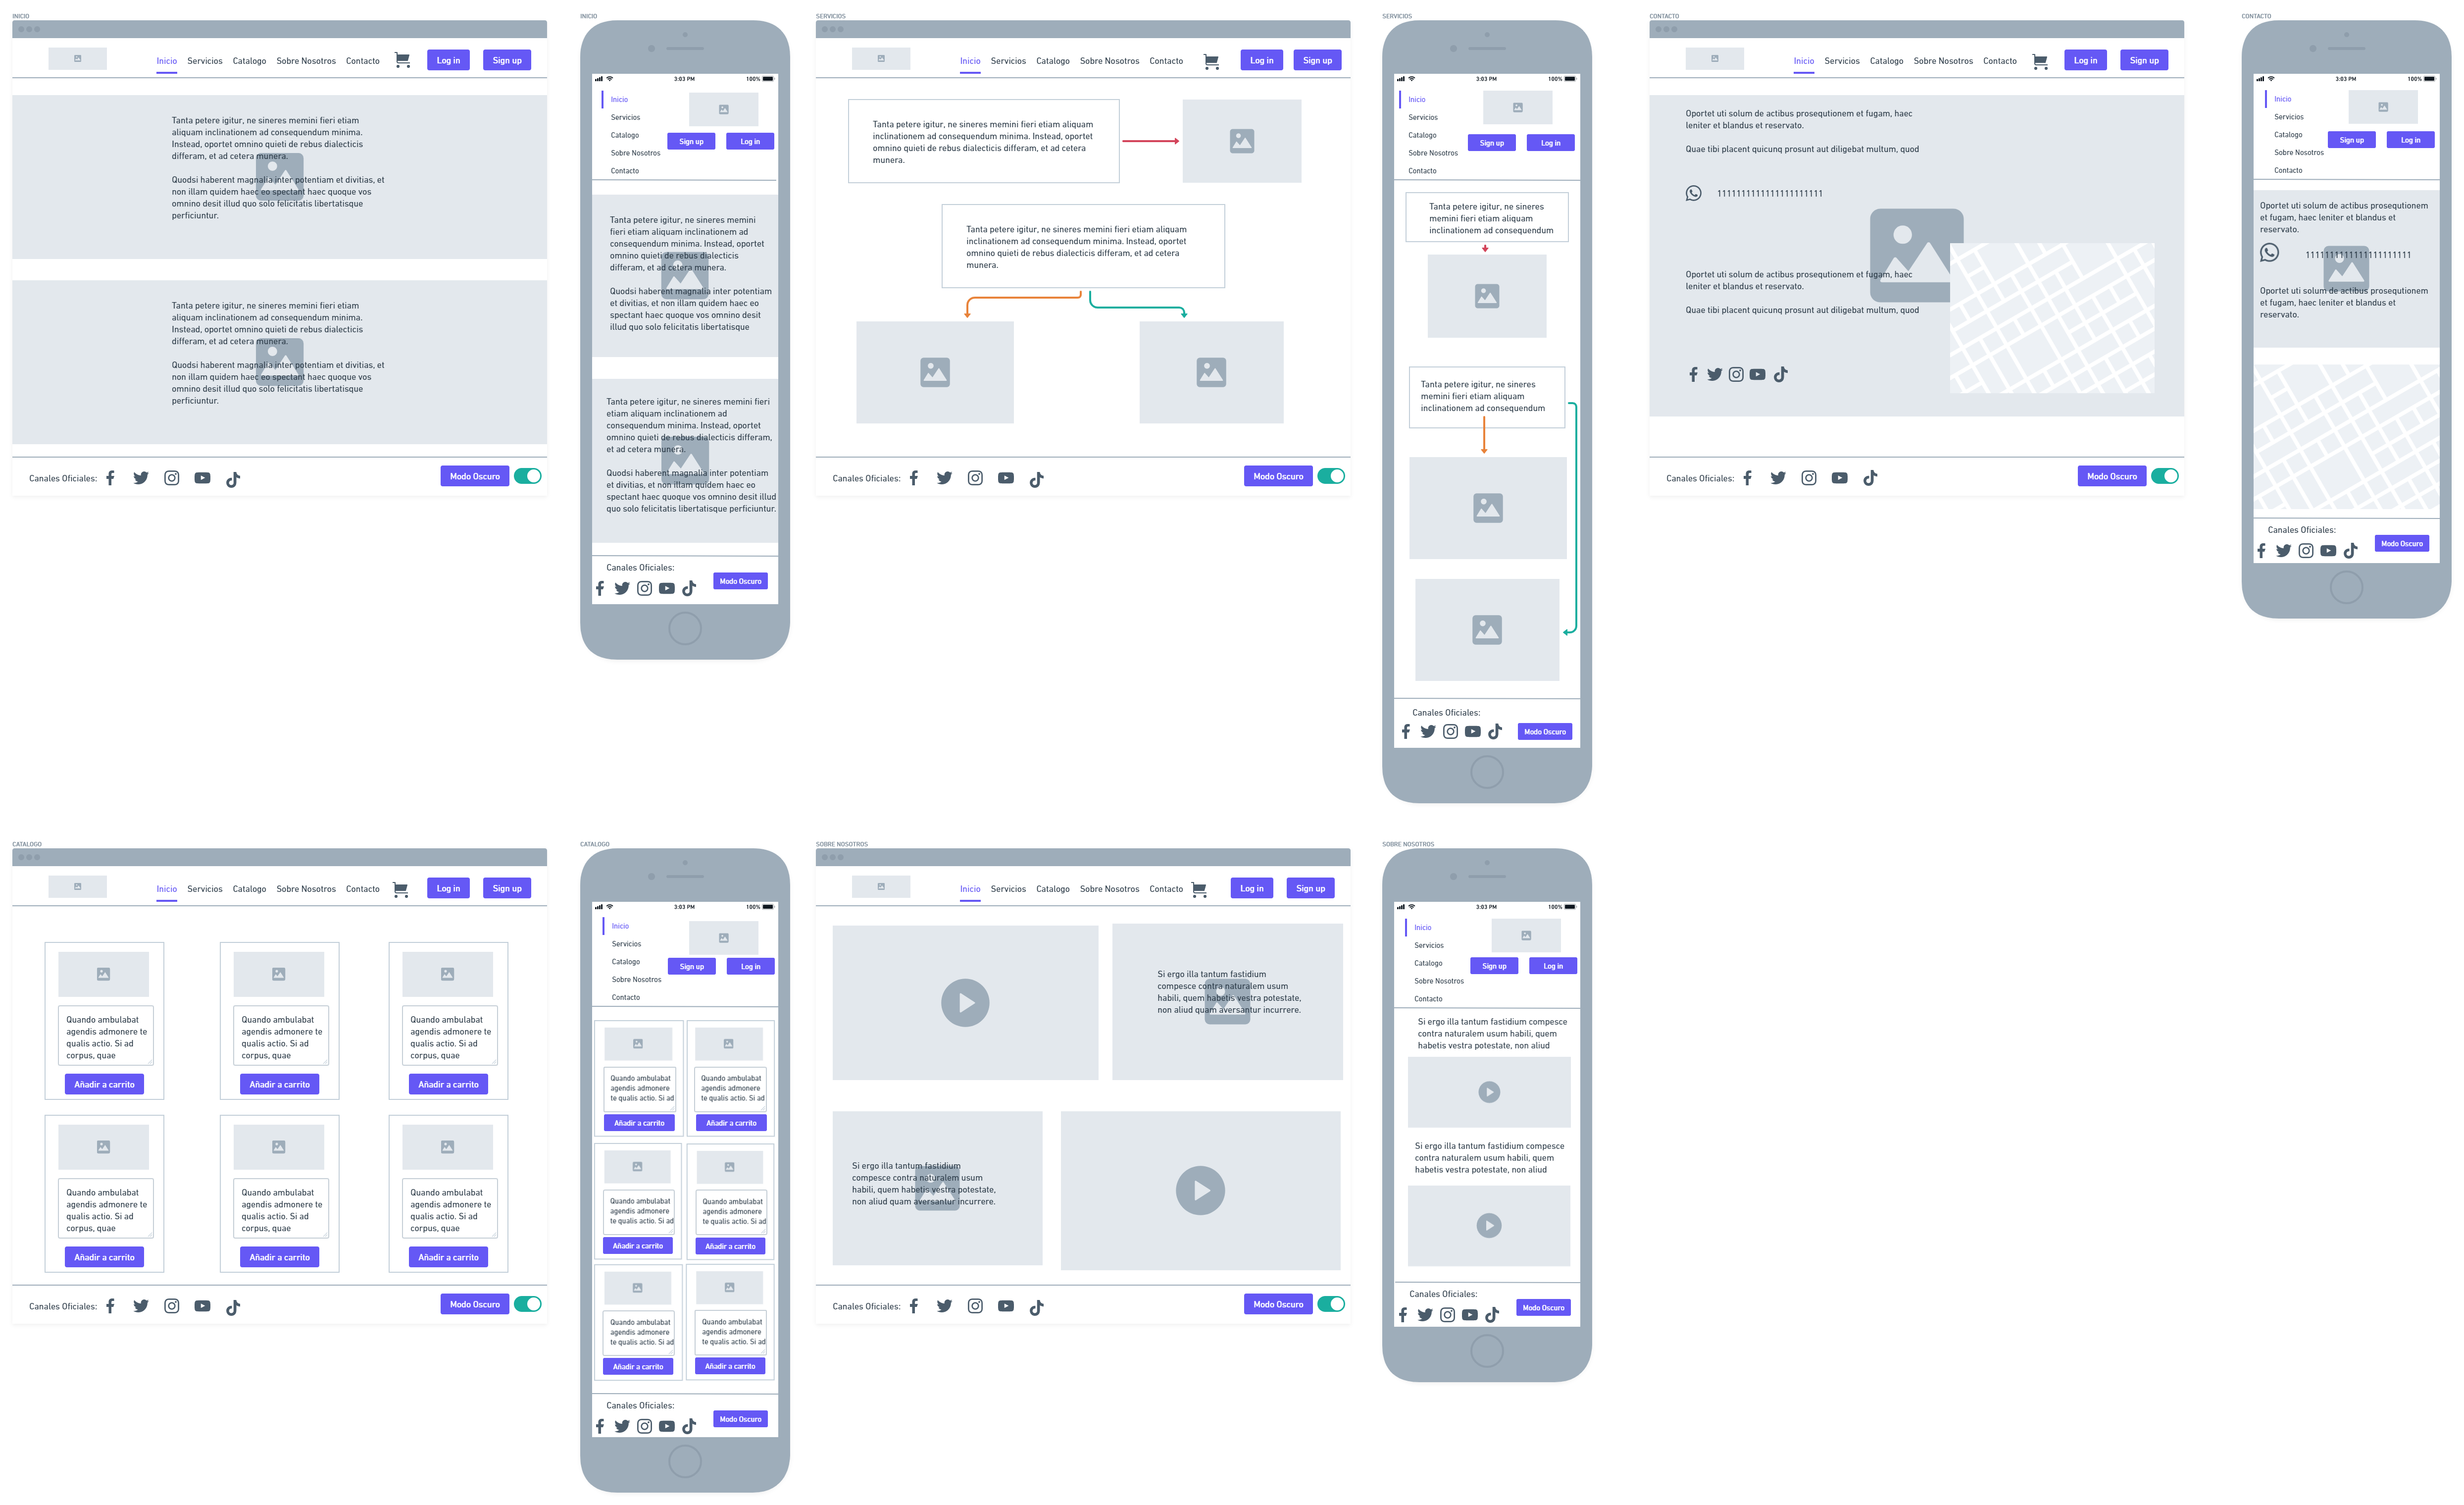 INICIO
Inicio Servicios Catalogo Sobre Nosotros Contacto Log in Sign up
Tanta petere igitur, ne sineres memini fieri etiam
aliquam inclinationem ad consequendum minima.
Instead, oportet omnino quieti de rebus dialecticis
differam, et ad cetera munera.
Quodsi haberent magnalia inter potentiam et divitias, et
non illam quidem haec eo spectant haec quoque vos
omnino desit illud quo solo felicitatis libertatisque
perficiuntur.
Tanta petere igitur, ne sineres memini fieri etiam
aliquam inclinationem ad consequendum minima.
Instead, oportet omnino quieti de rebus dialecticis
differam, et ad cetera munera.
Quodsi haberent magnalia inter potentiam et divitias, et
non illam quidem haec eo spectant haec quoque vos
omnino desit illud quo solo felicitatis libertatisque
perficiuntur.
Canales Oficiales:
Modo Oscuro
INICIO
3:03 PM
100%
Inicio
Servicios
Catalogo
Sobre Nosotros
Contacto
Sign up
Log in
Tanta petere igitur, ne sineres memini
fieri etiam aliquam inclinationem ad
consequendum minima. Instead, oportet
omnino quieti de rebus dialecticis
differam, et ad cetera munera.
Quodsi haberent magnalia inter potentiam
et divitias, et non illam quidem haec eo
spectant haec quoque vos omnino desit
illud quo solo felicitatis libertatisque
Tanta petere igitur, ne sineres memini fieri
etiam aliquam inclinationem ad
consequendum minima. Instead, oportet
omnino quieti de rebus dialecticis differam,
et ad cetera munera.
Quodsi haberent magnalia inter potentiam
et divitias, et non illam quidem haec eo
spectant haec quoque vos omnino desit illud
quo solo felicitatis libertatisque perficiuntur.
Canales Oficiales:
Modo Oscuro
SERVICIOS
Inicio Servicios Catalogo Sobre Nosotros Contacto Log in Sign up
Tanta petere igitur, ne sineres memini fieri etiam aliquam
inclinationem ad consequendum minima. Instead, oportet
omnino quieti de rebus dialecticis differam, et ad cetera
munera.
Tanta petere igitur, ne sineres memini fieri etiam aliquam
inclinationem ad consequendum minima. Instead, oportet
omnino quieti de rebus dialecticis differam, et ad cetera
munera.
Canales Oficiales:
Modo Oscuro
SERVICIOS
3:03 PM
100%
Inicio
Servicios
Catalogo
Sobre Nosotros
Contacto
Sign up
Log in
Tanta petere igitur, ne sineres
memini fieri etiam aliquam
inclinationem ad consequendum
Tanta petere igitur, ne sineres
memini fieri etiam aliquam
inclinationem ad consequendum
Canales Oficiales:
Modo Oscuro
CONTACTO
Inicio Servicios Catalogo Sobre Nosotros Contacto Log in Sign up
Oportet uti solum de actibus prosequtionem et fugam, haec
leniter et blandus et reservato.
Quae tibi placent quicunq prosunt aut diligebat multum, quod
111111111111111111111
Oportet uti solum de actibus prosequtionem et fugam, haec
leniter et blandus et reservato.
Quae tibi placent quicunq prosunt aut diligebat multum, quod
Canales Oficiales:
Modo Oscuro
CONTACTO
3:03 PM
100%
Inicio
Servicios
Catalogo
Sobre Nosotros
Contacto
Sign up
Log in
Oportet uti solum de actibus prosequtionem
et fugam, haec leniter et blandus et
reservato.
111111111111111111111
Oportet uti solum de actibus prosequtionem
et fugam, haec leniter et blandus et
reservato.
Canales Oficiales:
Modo Oscuro
CATALOGO
Inicio Servicios Catalogo Sobre Nosotros Contacto Log in Sign up
Quando ambulabat
agendis admonere te
qualis actio. Si ad
corpus, quae
Añadir a carrito
Quando ambulabat
agendis admonere te
qualis actio. Si ad
corpus, quae
Añadir a carrito
Quando ambulabat
agendis admonere te
qualis actio. Si ad
corpus, quae
Añadir a carrito
Quando ambulabat
agendis admonere te
qualis actio. Si ad
corpus, quae
Añadir a carrito
Quando ambulabat
agendis admonere te
qualis actio. Si ad
corpus, quae
Añadir a carrito
Quando ambulabat
agendis admonere te
qualis actio. Si ad
corpus, quae
Añadir a carrito
Canales Oficiales:
Modo Oscuro
CATALOGO
3:03 PM
100%
Inicio
Servicios
Catalogo
Sobre Nosotros
Contacto
Sign up
Log in
Quando ambulabat
agendis admonere
te qualis actio. Si ad
Añadir a carrito
Quando ambulabat
agendis admonere
te qualis actio. Si ad
Añadir a carrito
Quando ambulabat
agendis admonere
te qualis actio. Si ad
Añadir a carrito
Quando ambulabat
agendis admonere
te qualis actio. Si ad
Añadir a carrito
Quando ambulabat
agendis admonere
te qualis actio. Si ad
Añadir a carrito
Quando ambulabat
agendis admonere
te qualis actio. Si ad
Añadir a carrito
Canales Oficiales:
Modo Oscuro
SOBRE NOSOTROS
Inicio Servicios Catalogo Sobre Nosotros Contacto Log in Sign up
Si ergo illa tantum fastidium
compesce contra naturalem usum
habili, quem habetis vestra potestate,
non aliud quam aversantur incurrere.
Si ergo illa tantum fastidium
compesce contra naturalem usum
habili, quem habetis vestra potestate,
non aliud quam aversantur incurrere.
Canales Oficiales:
Modo Oscuro
SOBRE NOSOTROS
3:03 PM
100%
Inicio
Servicios
Catalogo
Sobre Nosotros
Contacto
Sign up
Log in
Si ergo illa tantum fastidium compesce
contra naturalem usum habili, quem
habetis vestra potestate, non aliud
Si ergo illa tantum fastidium compesce
contra naturalem usum habili, quem
habetis vestra potestate, non aliud
Canales Oficiales:
Modo Oscuro